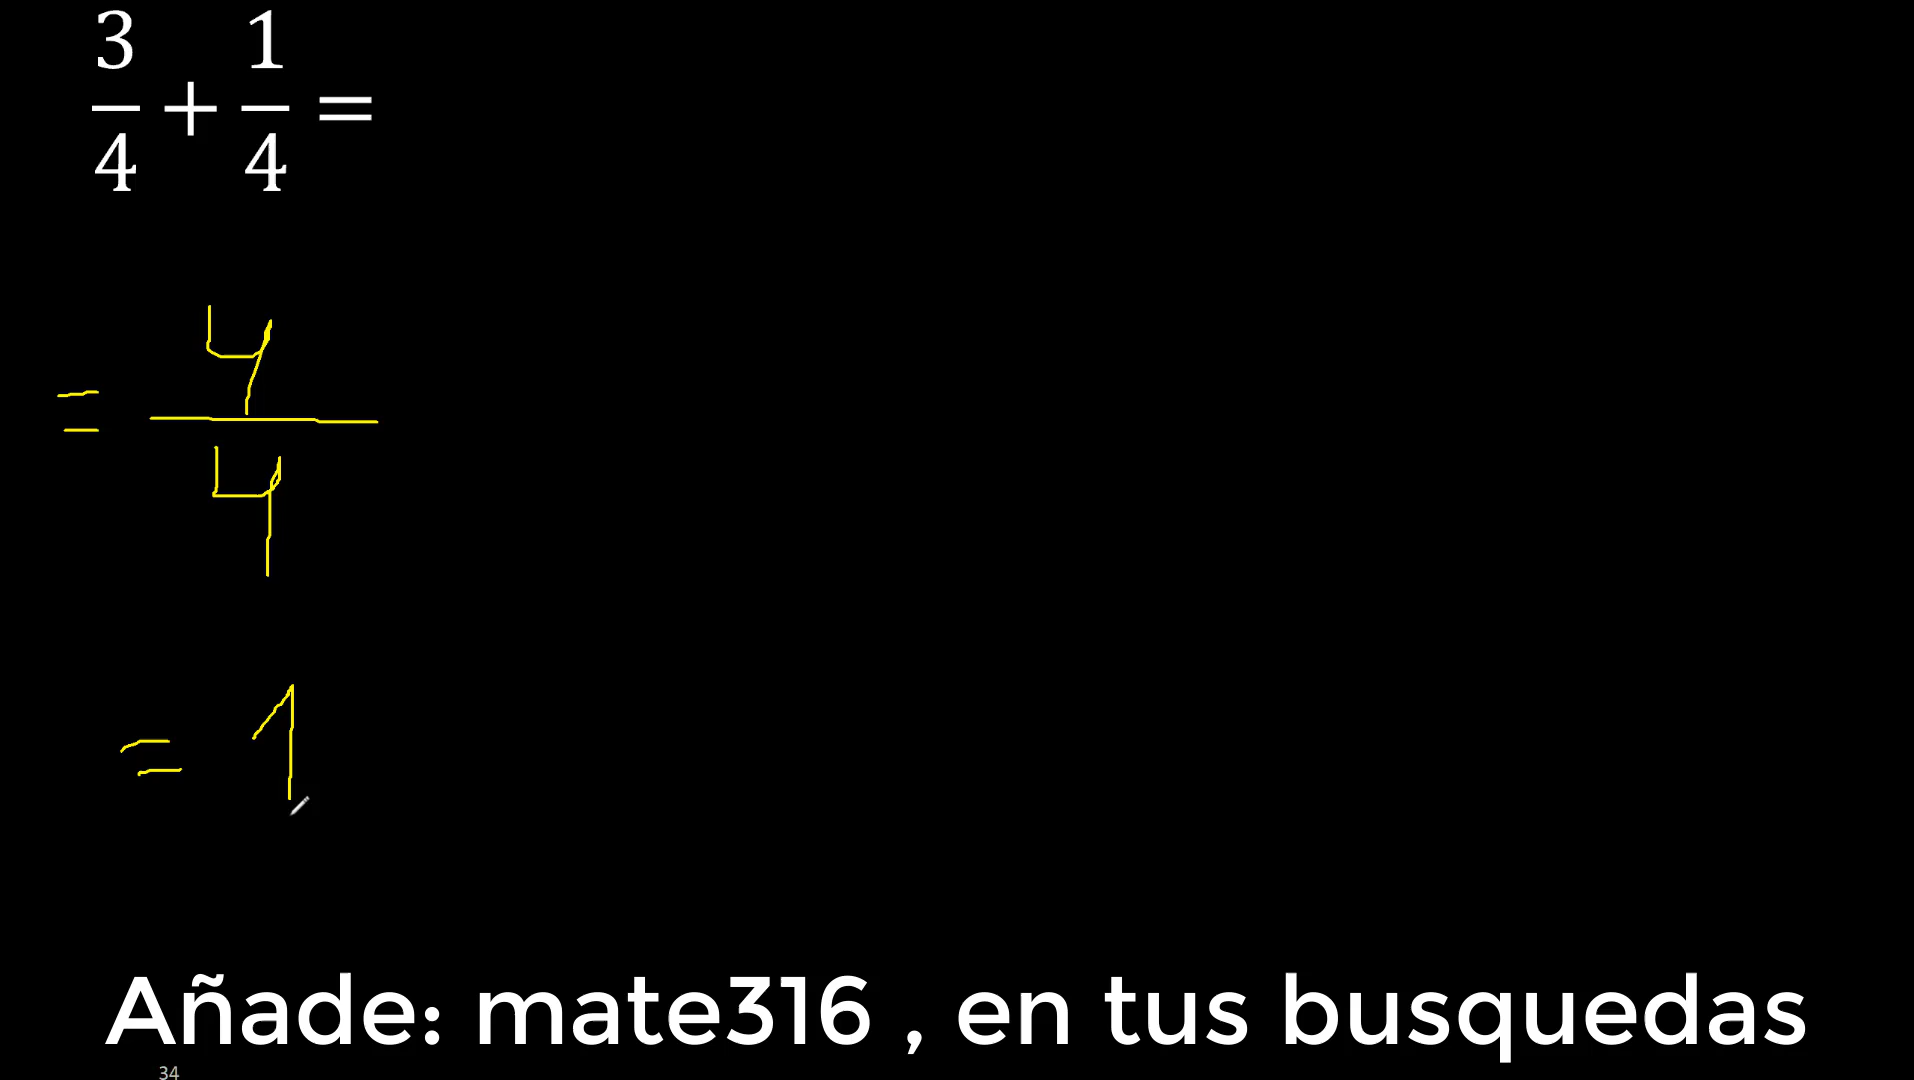 3/4 + 1/4 =
= 4/4
= 1
Añade: mate316 , en tus busquedas
34